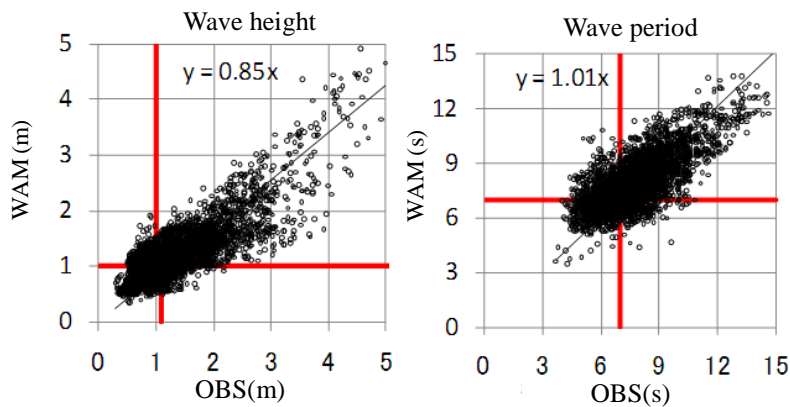 Wave height
5
4
3
2
1
0
y = 0.85x
WAM (m)
0 1 2 3 4 5
OBS(m)
Wave period
15
12
9
6
3
0
y = 1.01x
WAM (s)
0 3 6 9 12 15
OBS(s)